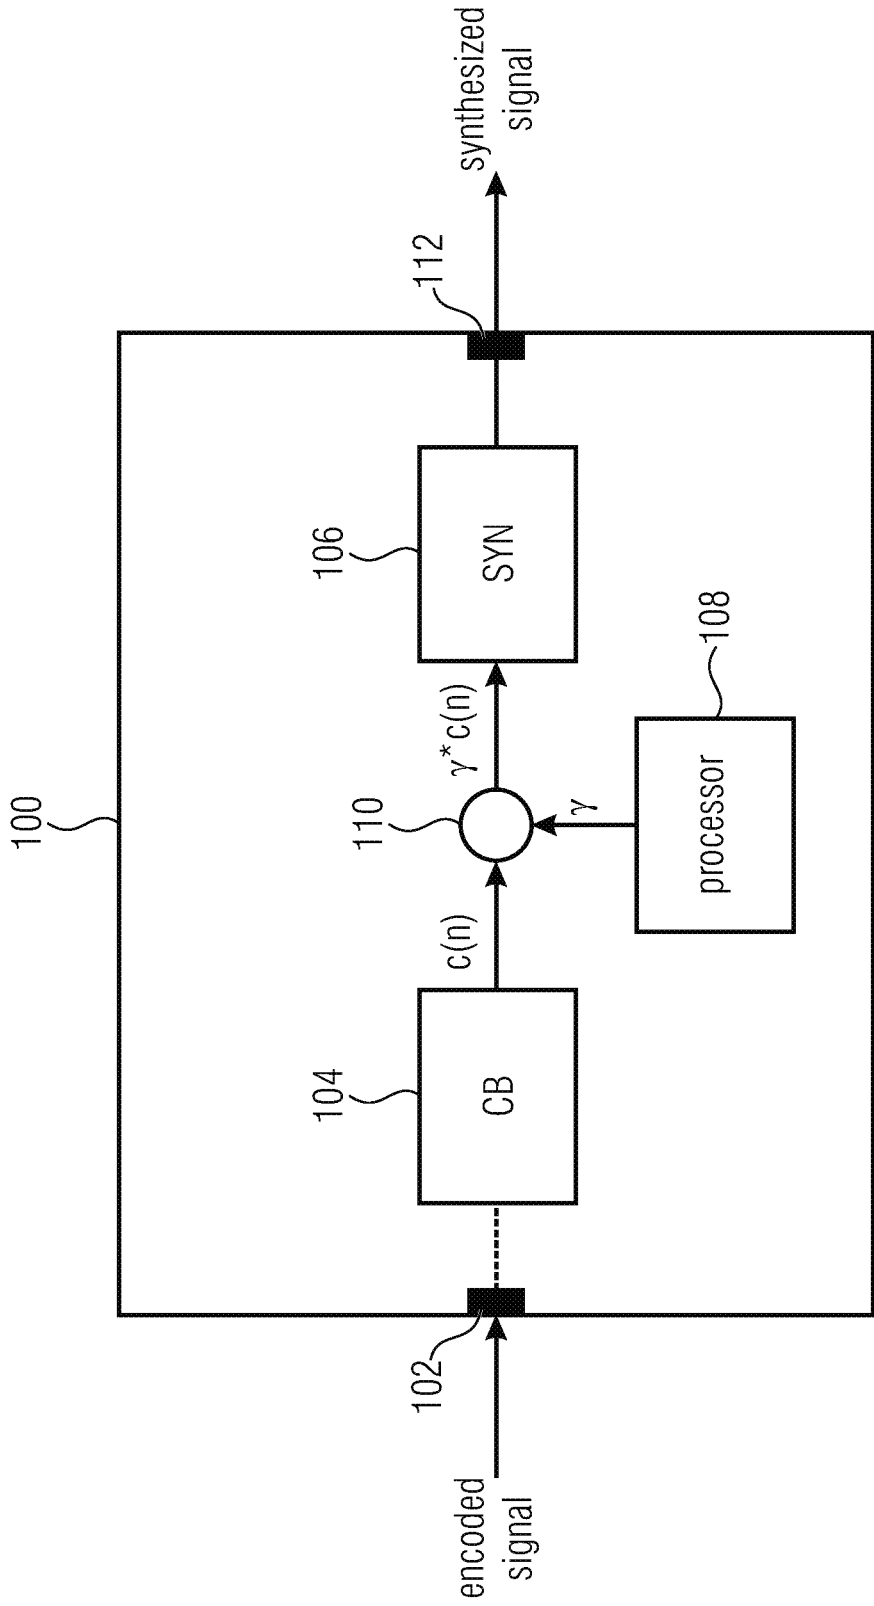 100
encoded
signal
102
104
CB
c(n)
110
γ
processor
108
γ*c(n)
106
SYN
112
synthesized
signal